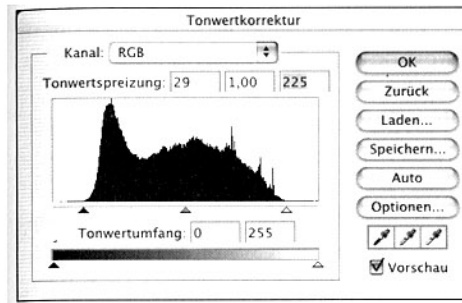 Tonwertkorrektur
Kanal: RGB
Tonwertspreizung: 29 1,00 225
Tonwertumfang: 0 255
OK
Zurück
Laden...
Speichern...
Auto
Optionen...
Vorschau